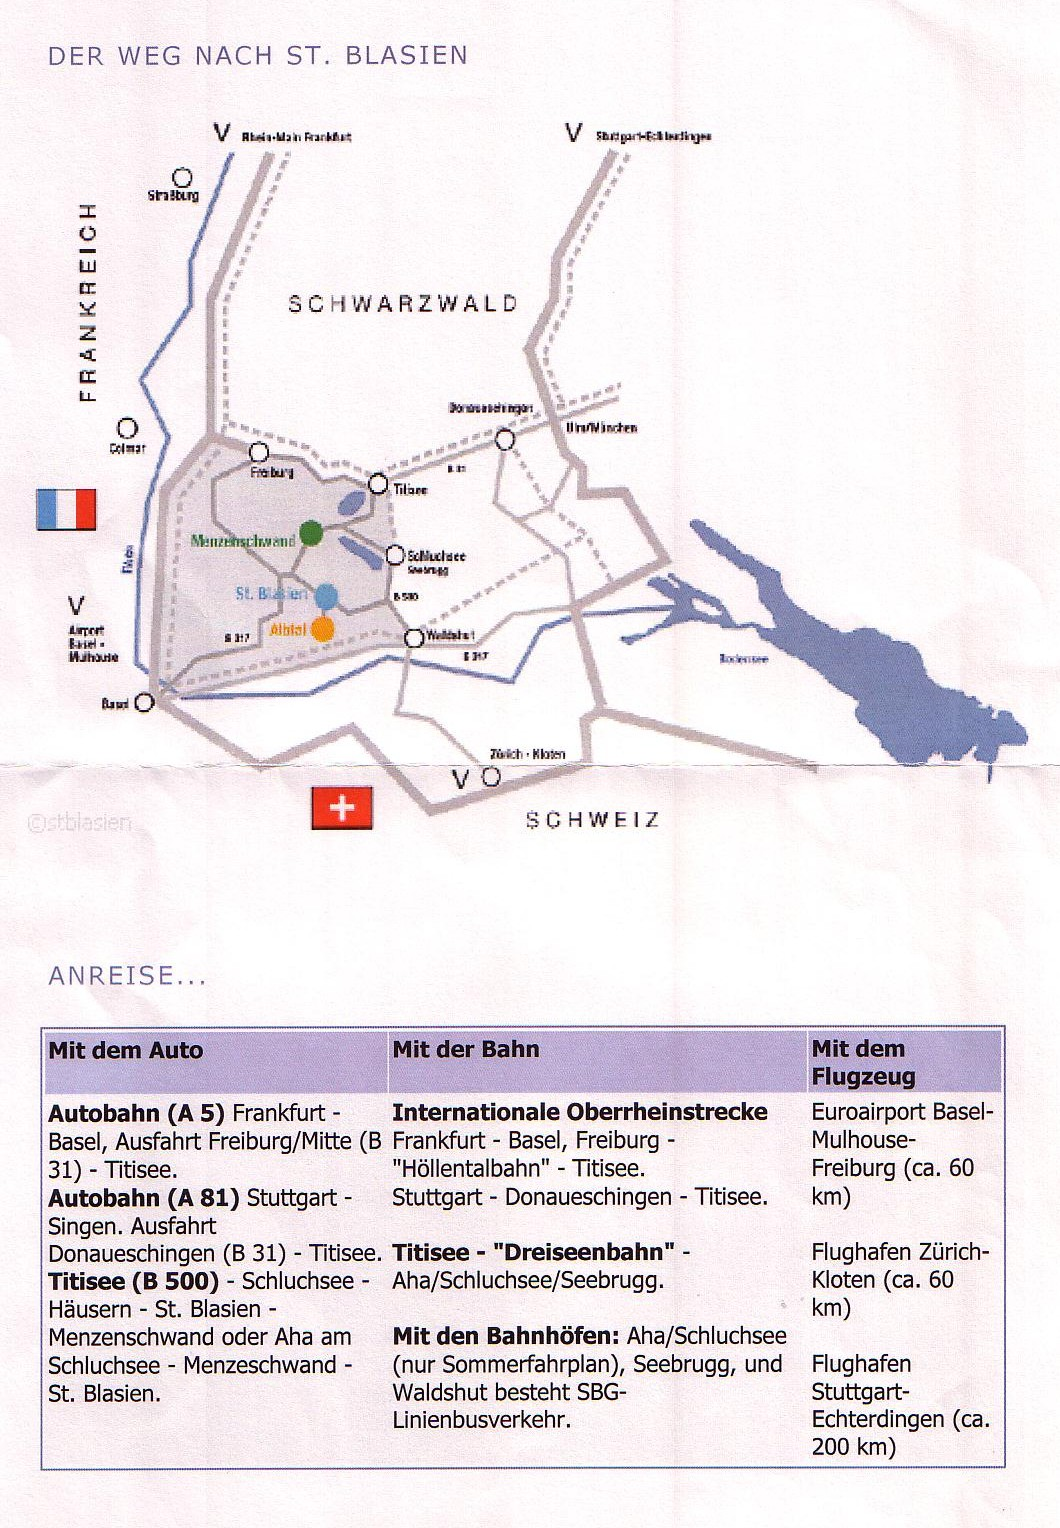 DER WEG NACH ST. BLASIEN
V Rhein-Main Frankfurt
V Stuttgart-Echterdingen
Straßburg
FRANKREICH
SCHWARZWALD
Donaueschingen
Ulm/München
Colmar
Freiburg
B 31
Titisee
Menzenschwand
Schluchsee
Seebrugg
Rhein
St. Blasien
B 500
V
Airport
Basel -
Mulhouse
Albtal
B 317
Waldshut
B 317
Bodensee
Basel
Zürich - Kloten
V
SCHWEIZ
©stblasien
ANREISE...
Mit dem Auto
Autobahn (A 5) Frankfurt -
Basel, Ausfahrt Freiburg/Mitte (B
31) - Titisee.
Autobahn (A 81) Stuttgart -
Singen. Ausfahrt
Donaueschingen (B 31) - Titisee.
Titisee (B 500) - Schluchsee -
Häusern - St. Blasien -
Menzenschwand oder Aha am
Schluchsee - Menzeschwand -
St. Blasien.
Mit der Bahn
Internationale Oberrheinstrecke
Frankfurt - Basel, Freiburg -
"Höllentalbahn" - Titisee.
Stuttgart - Donaueschingen - Titisee.
Titisee - "Dreiseenbahn" -
Aha/Schluchsee/Seebrugg.
Mit den Bahnhöfen: Aha/Schluchsee
(nur Sommerfahrplan), Seebrugg, und
Waldshut besteht SBG-
Linienbusverkehr.
Mit dem
Flugzeug
Euroairport Basel-
Mulhouse-
Freiburg (ca. 60
km)
Flughafen Zürich-
Kloten (ca. 60
km)
Flughafen
Stuttgart-
Echterdingen (ca.
200 km)